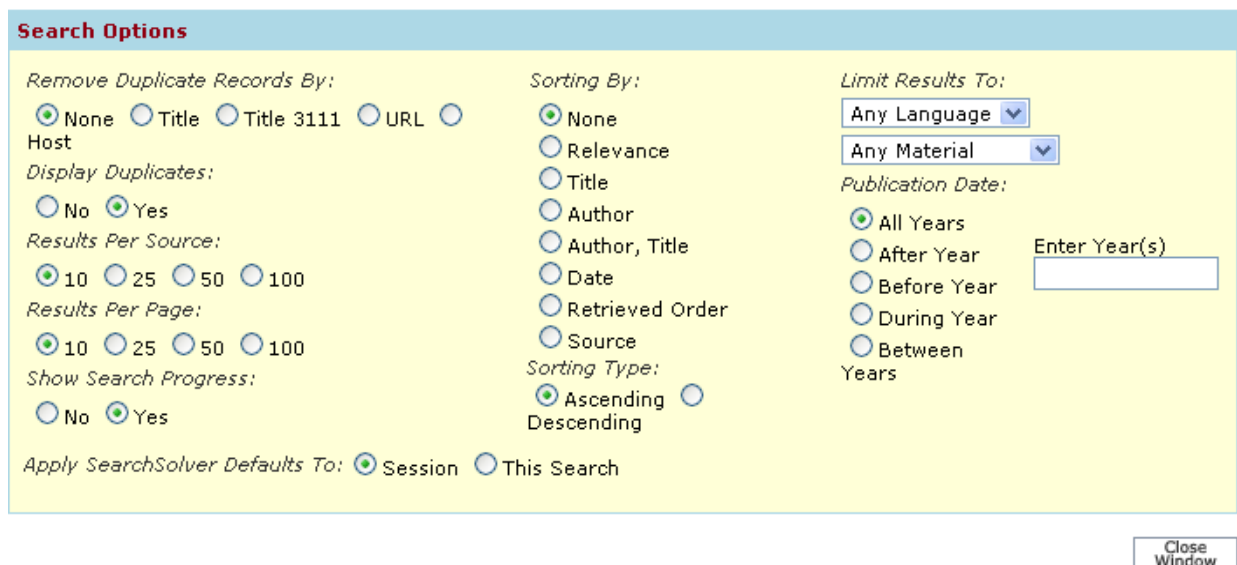 Search Options
Remove Duplicate Records By:
None Title Title 3111 URL
Host
Display Duplicates:
No Yes
Results Per Source:
10 25 50 100
Results Per Page:
10 25 50 100
Show Search Progress:
No Yes
Sorting By:
None
Relevance
Title
Author
Author, Title
Date
Retrieved Order
Source
Sorting Type:
Ascending
Descending
Limit Results To:
Any Language
Any Material
Publication Date:
All Years
After Year
Before Year
During Year
Between
Years
Enter Year(s)
Apply SearchSolver Defaults To: Session This Search
Close
Window